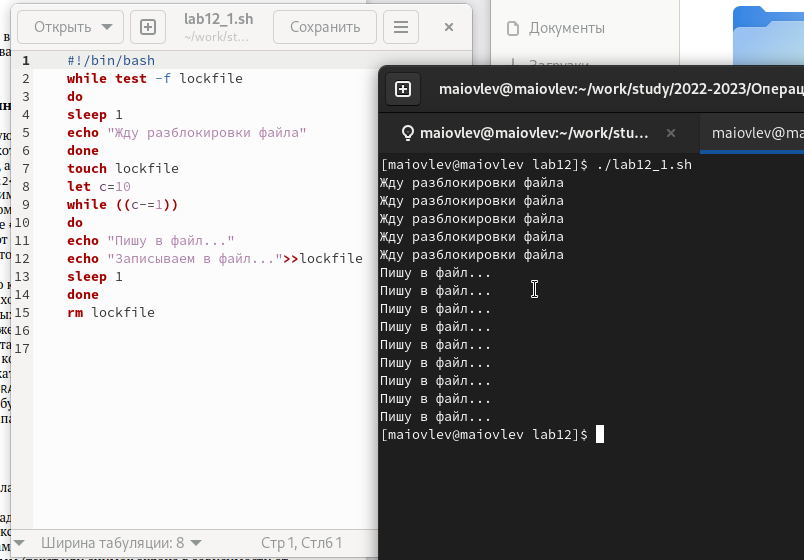 Открыть
lab12_1.sh
~/work/st...
Сохранить
1 #!/bin/bash
2 while test -f lockfile
3 do
4 sleep 1
5 echo "Жду разблокировки файла"
6 done
7 touch lockfile
8 let c=10
9 while ((c-=1))
10 do
11 echo "Пишу в файл..."
12 echo "Записываем в файл...">>lockfile
13 sleep 1
14 done
15 rm lockfile
16
17
Ширина табуляции: 8
Стр 1, Стлб 1
Документы
maiovlev@maiovlev:~/work/study/2022-2023/Операц
maiovlev@maiovlev:~/work/stu...
maiovlev@ma
[maiovlev@maiovlev lab12]$ ./lab12_1.sh
Жду разблокировки файла
Жду разблокировки файла
Жду разблокировки файла
Жду разблокировки файла
Жду разблокировки файла
Пишу в файл...
Пишу в файл...
Пишу в файл...
Пишу в файл...
Пишу в файл...
Пишу в файл...
Пишу в файл...
Пишу в файл...
Пишу в файл...
[maiovlev@maiovlev lab12]$